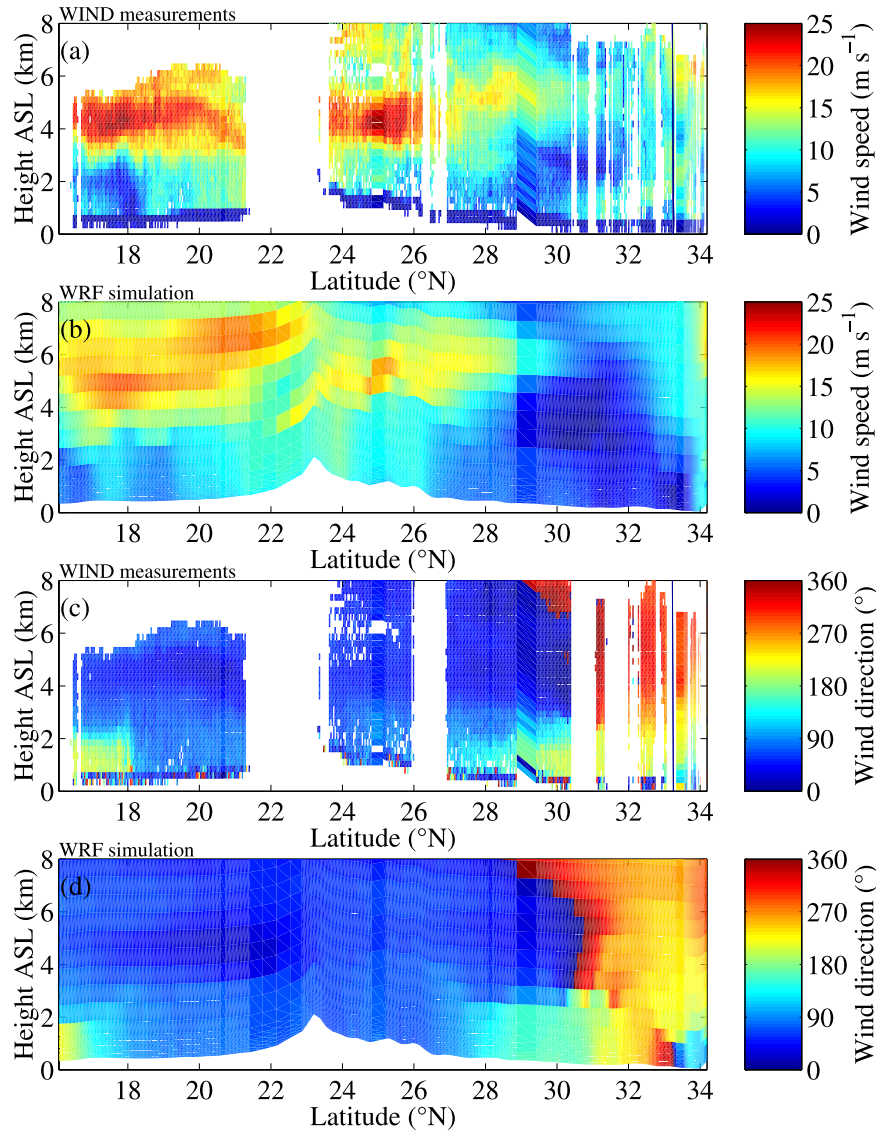 WIND measurements
(a)
Height ASL (km)
8
6
4
2
0
18 20 22 24 26 28 30 32 34
Latitude (°N)
25
20
15
10
5
0
Wind speed (m s⁻¹)
WRF simulation
(b)
Height ASL (km)
8
6
4
2
0
18 20 22 24 26 28 30 32 34
Latitude (°N)
25
20
15
10
5
0
Wind speed (m s⁻¹)
WIND measurements
(c)
Height ASL (km)
8
6
4
2
0
18 20 22 24 26 28 30 32 34
Latitude (°N)
360
270
180
90
0
Wind direction (°)
WRF simulation
(d)
Height ASL (km)
8
6
4
2
0
18 20 22 24 26 28 30 32 34
Latitude (°N)
360
270
180
90
0
Wind direction (°)